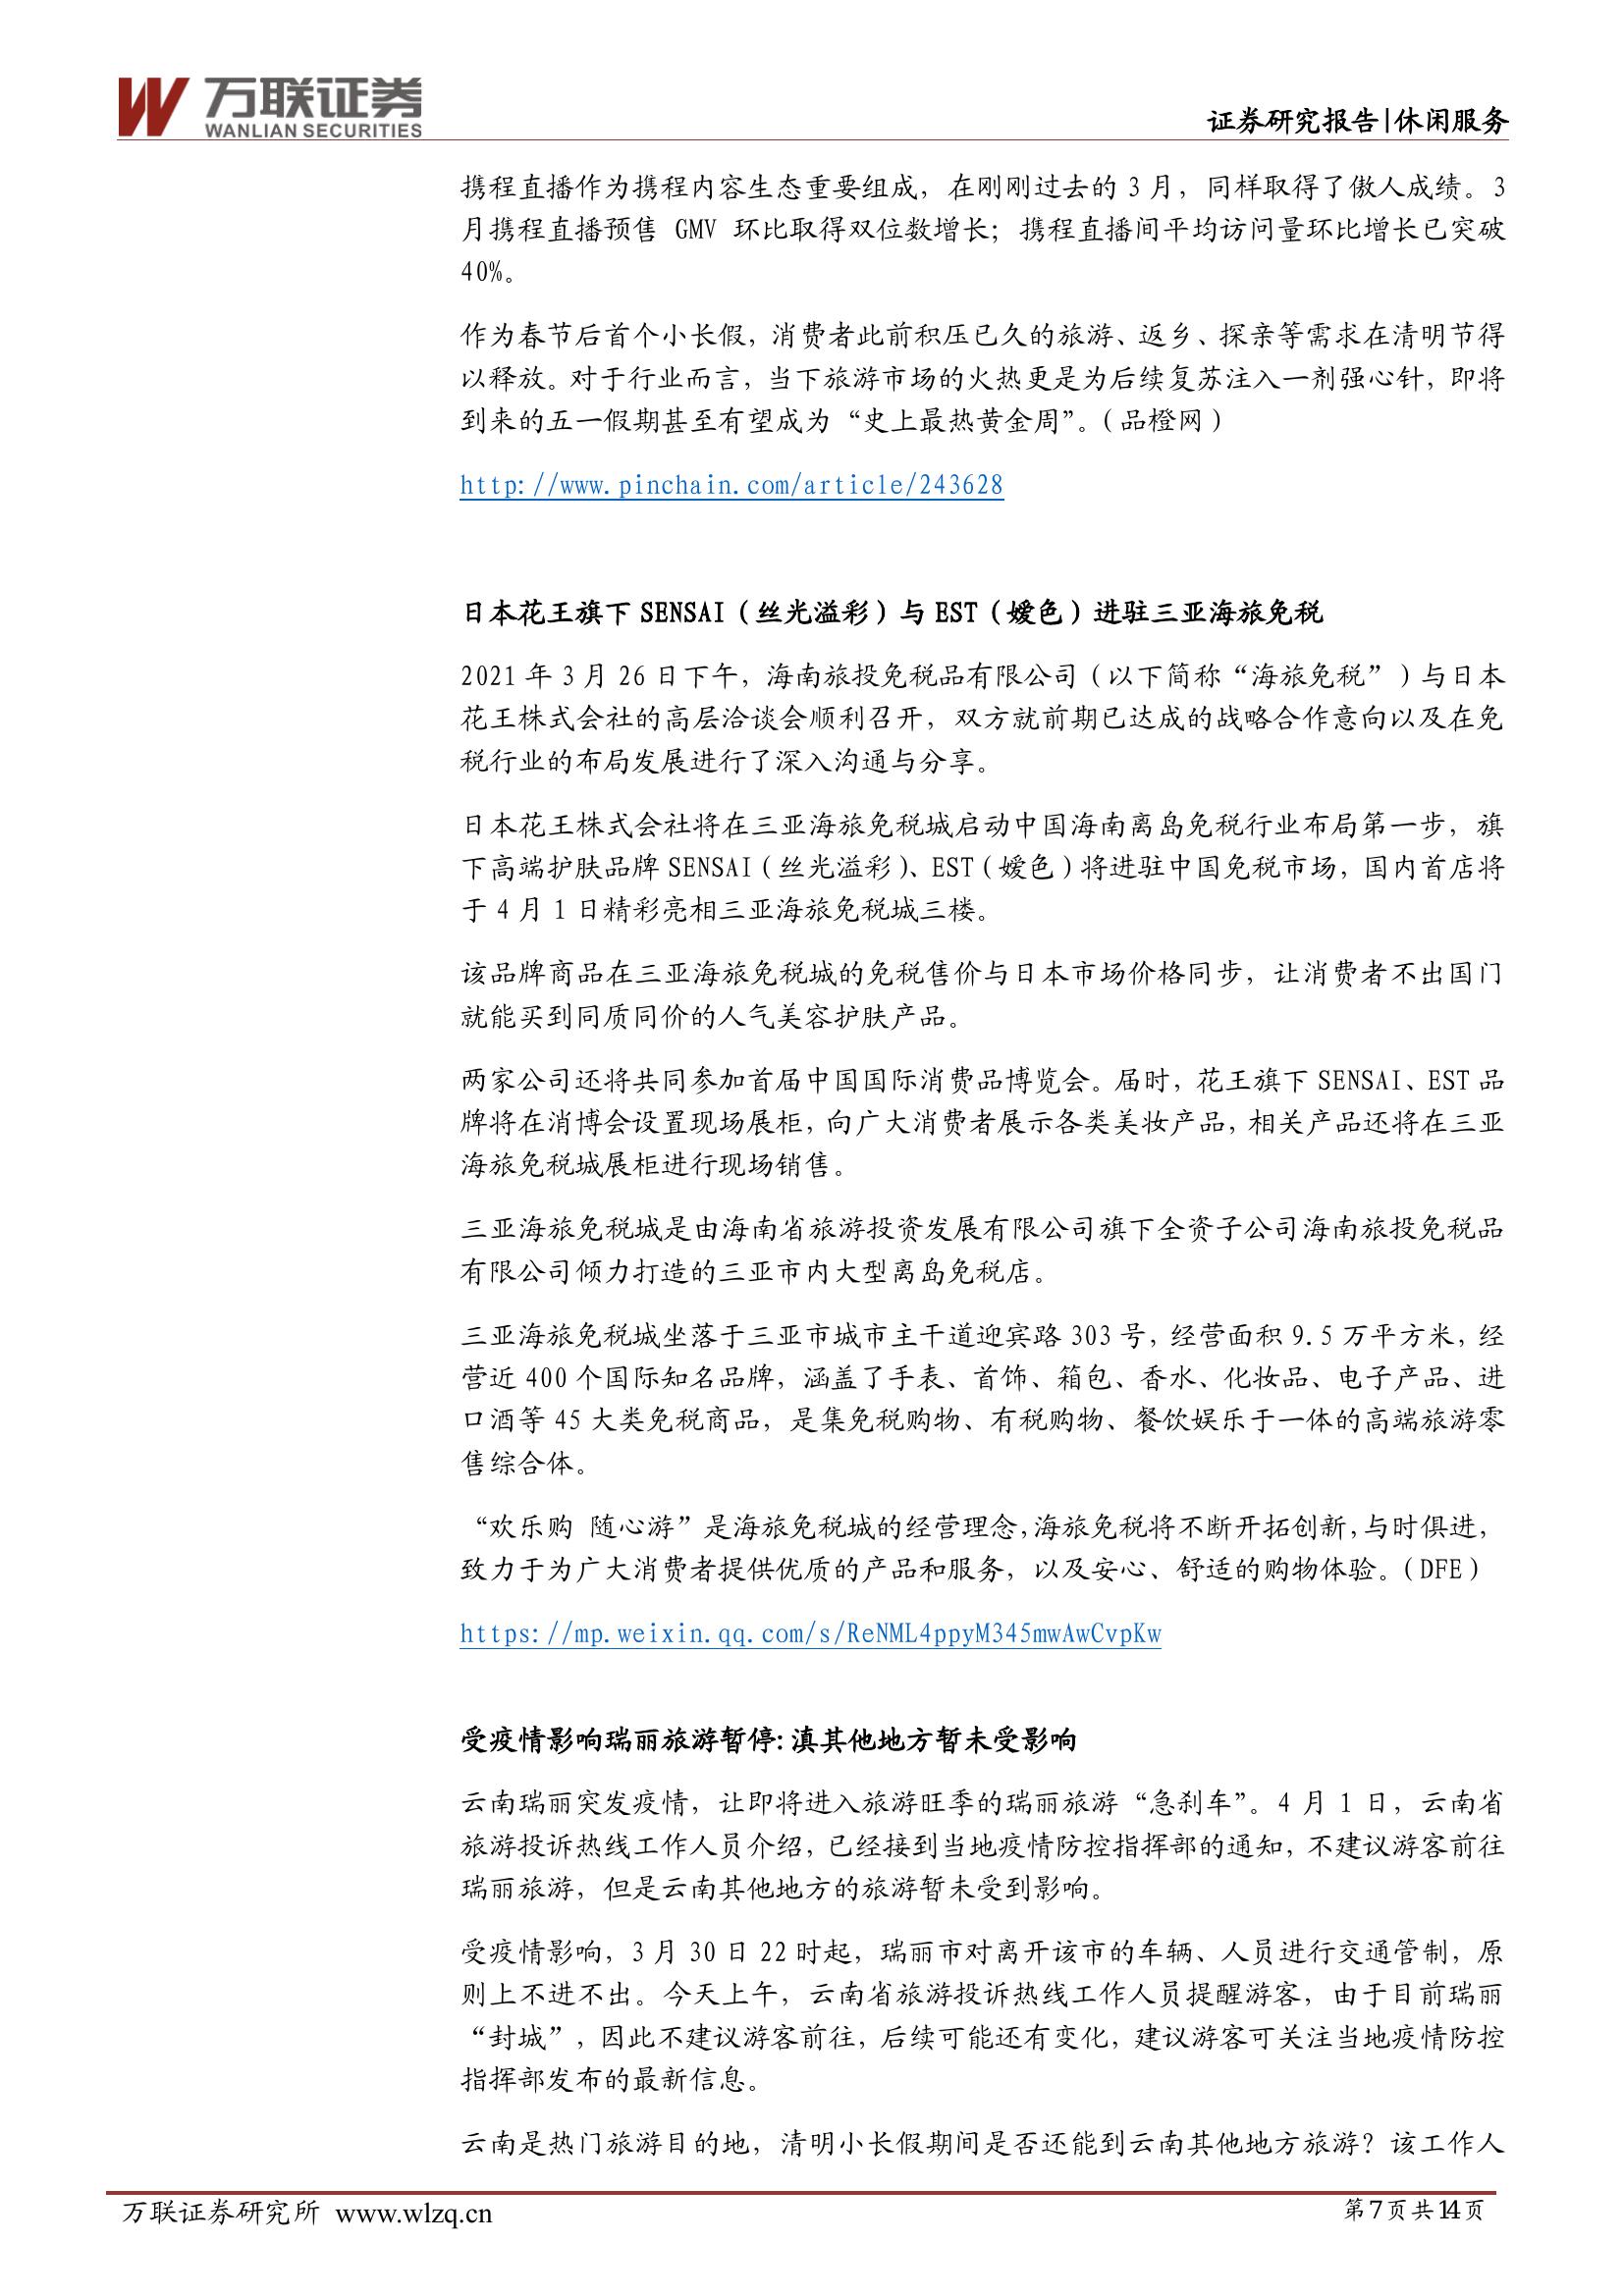 万联证券
WANLIAN SECURITIES
证券研究报告|休闲服务
携程直播作为携程内容生态重要组成，在刚刚过去的 3 月，同样取得了傲人成绩。3
月携程直播预售 GMV 环比取得双位数增长；携程直播间平均访问量环比增长已突破
40%。
作为春节后首个小长假，消费者此前积压已久的旅游、返乡、探亲等需求在清明节得
以释放。对于行业而言，当下旅游市场的火热更是为后续复苏注入一剂强心针，即将
到来的五一假期甚至有望成为“史上最热黄金周”。（品橙网）
http://www.pinchain.com/article/243628
日本花王旗下 SENSAI（丝光溢彩）与 EST（嫒色）进驻三亚海旅免税
2021 年 3 月 26 日下午，海南旅投免税品有限公司（以下简称“海旅免税”）与日本
花王株式会社的高层洽谈会顺利召开，双方就前期已达成的战略合作意向以及在免
税行业的布局发展进行了深入沟通与分享。
日本花王株式会社将在三亚海旅免税城启动中国海南离岛免税行业布局第一步，旗
下高端护肤品牌 SENSAI（丝光溢彩）、EST（嫒色）将进驻中国免税市场，国内首店将
于 4 月 1 日精彩亮相三亚海旅免税城三楼。
该品牌商品在三亚海旅免税城的免税售价与日本市场价格同步，让消费者不出国门
就能买到同质同价的人气美容护肤产品。
两家公司还将共同参加首届中国国际消费品博览会。届时，花王旗下 SENSAI、EST 品
牌将在消博会设置现场展柜，向广大消费者展示各类美妆产品，相关产品还将在三亚
海旅免税城展柜进行现场销售。
三亚海旅免税城是由海南省旅游投资发展有限公司旗下全资子公司海南旅投免税品
有限公司倾力打造的三亚市内大型离岛免税店。
三亚海旅免税城坐落于三亚市城市主干道迎宾路 303 号，经营面积 9.5 万平方米，经
营近 400 个国际知名品牌，涵盖了手表、首饰、箱包、香水、化妆品、电子产品、进
口酒等 45 大类免税商品，是集免税购物、有税购物、餐饮娱乐于一体的高端旅游零
售综合体。
“欢乐购 随心游”是海旅免税城的经营理念，海旅免税将不断开拓创新，与时俱进，
致力于为广大消费者提供优质的产品和服务，以及安心、舒适的购物体验。（DFE）
https://mp.weixin.qq.com/s/ReNML4ppyM345mwAwCvpKw
受疫情影响瑞丽旅游暂停:滇其他地方暂未受影响
云南瑞丽突发疫情，让即将进入旅游旺季的瑞丽旅游“急刹车”。4 月 1 日，云南省
旅游投诉热线工作人员介绍，已经接到当地疫情防控指挥部的通知，不建议游客前往
瑞丽旅游，但是云南其他地方的旅游暂未受到影响。
受疫情影响，3 月 30 日 22 时起，瑞丽市对离开该市的车辆、人员进行交通管制，原
则上不进不出。今天上午，云南省旅游投诉热线工作人员提醒游客，由于目前瑞丽
“封城”，因此不建议游客前往，后续可能还有变化，建议游客可关注当地疫情防控
指挥部发布的最新信息。
云南是热门旅游目的地，清明小长假期间是否还能到云南其他地方旅游？该工作人
万联证券研究所 www.wlzq.cn
第 7 页 共 14 页